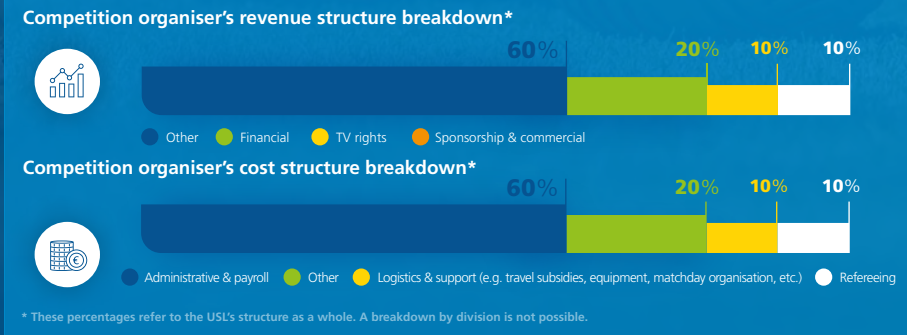 Competition organiser's revenue structure breakdown*
60% 20% 10% 10%
Other Financial TV rights Sponsorship & commercial
Competition organiser's cost structure breakdown*
60% 20% 10% 10%
€
Administrative & payroll Other Logistics & support (e.g. travel subsidies, equipment, matchday organisation, etc.) Refereeing
* These percentages refer to the USL's structure as a whole. A breakdown by division is not possible.